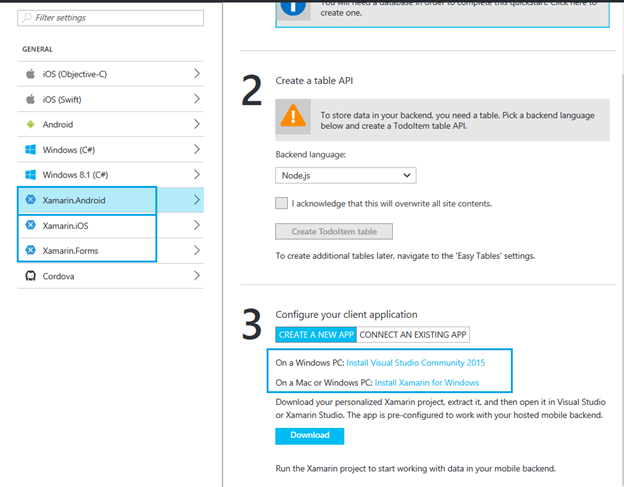 Filter settings
GENERAL
iOS (Objective-C)
iOS (Swift)
Android
Windows (C#)
Windows 8.1 (C#)
Xamarin.Android
Xamarin.iOS
Xamarin.Forms
Cordova
You will need a database in order to complete this quickstart. Click here to
create one.
2
Create a table API
To store data in your backend, you need a table. Pick a backend language
below and create a TodoItem table API.
Backend language:
Node.js
I acknowledge that this will overwrite all site contents.
Create TodoItem table
To create additional tables later, navigate to the 'Easy Tables' settings.
3
Configure your client application
CREATE A NEW APP CONNECT AN EXISTING APP
On a Windows PC: Install Visual Studio Community 2015
On a Mac or Windows PC: Install Xamarin for Windows
Download your personalized Xamarin project, extract it, and then open it in Visual Studio
or Xamarin Studio. The app is pre-configured to work with your hosted mobile backend.
Download
Run the Xamarin project to start working with data in your mobile backend.